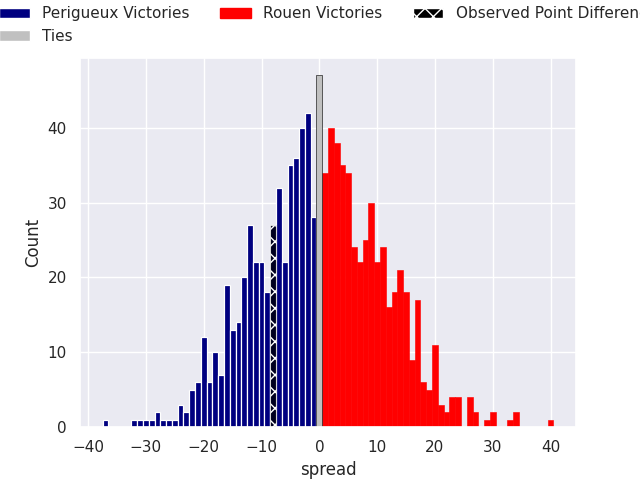 Perigueux Victories
Rouen Victories
Observed Point Differen
Ties
Count
40
30
20
10
0
−40
−30
−20
−10
0
10
20
30
40
spread